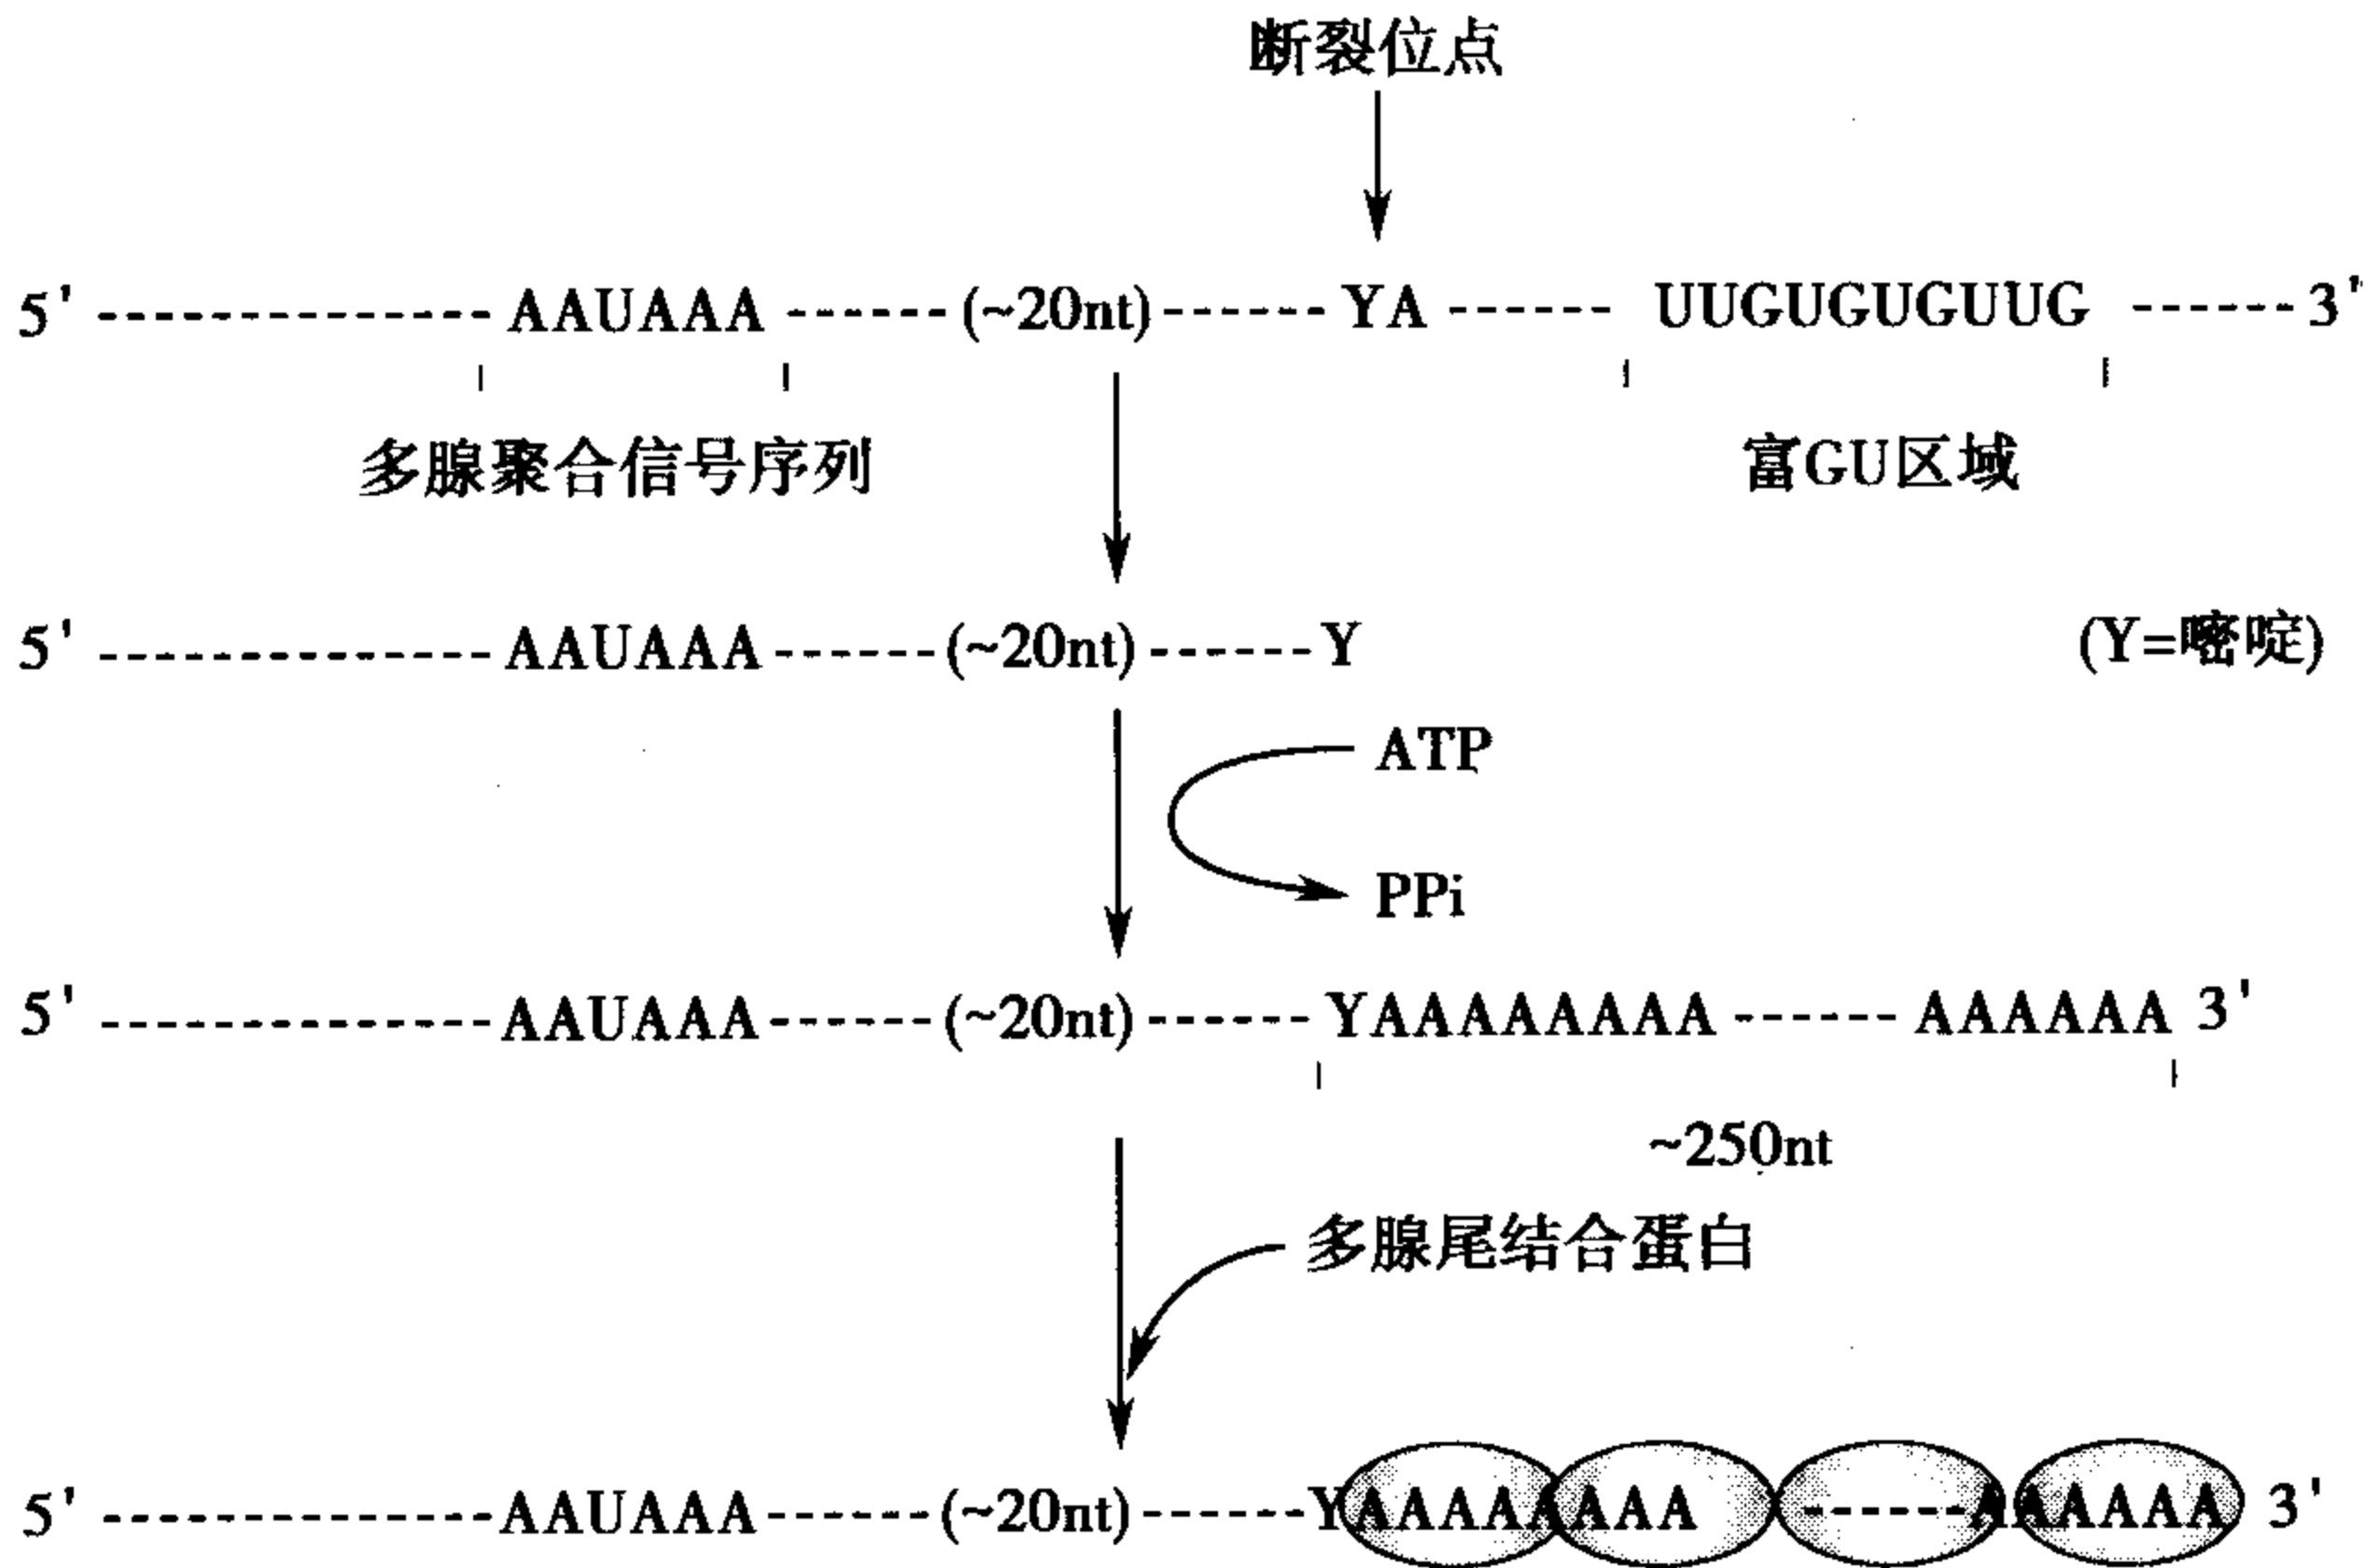 断裂位点
5' --------------- AAUAAA ------ (~20nt) ------ YA ------ UUGUGUGUUG ------ 3'
多腺聚合信号序列 富GU区域
5' --------------- AAUAAA ------ (~20nt) ------ Y (Y=嘧啶)
ATP
PPi
5' --------------- AAUAAA ------ (~20nt) ------ YAAAAAAAA ------ AAAAAA 3'
~250nt
多腺尾结合蛋白
5' --------------- AAUAAA ------ (~20nt) ------ YAAAAAAAA ------ AAAAAA 3'